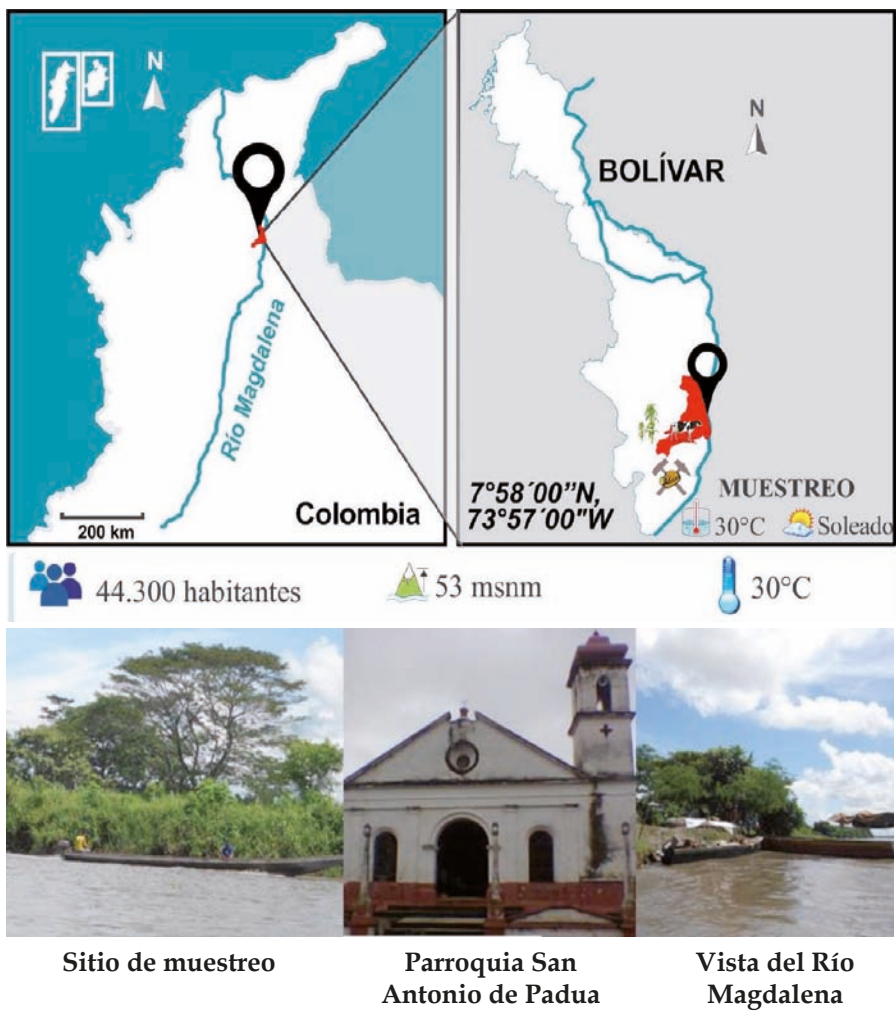 N
Río Magdalena
200 km
Colombia
N
BOLÍVAR
7°58´00”N,
73°57´00"W
MUESTREO
30°C
Soleado
44.300 habitantes
53 msnm
30°C
Sitio de muestreo
Parroquia San
Antonio de Padua
Vista del Río
Magdalena